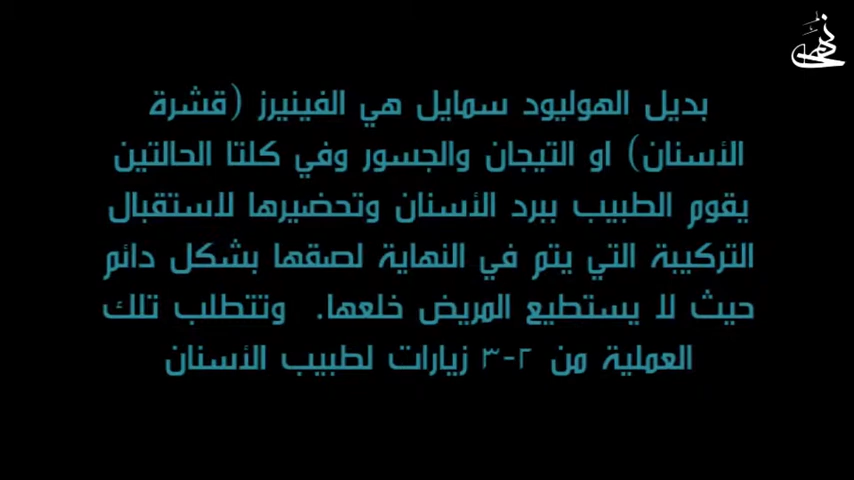 بديل الهوليود سمايل هي الفينيرز (قشرة
الأسنان) او التيجان والجسور وفي كلتا الحالتين
يقوم الطبيب ببرد الأسنان وتحضيرها لاستقبال
التركيبة التي يتم في النهاية لصقها بشكل دائم
حيث لا يستطيع المريض خلعها. وتتطلب تلك
العملية من ٢-٣ زيارات لطبيب الأسنان